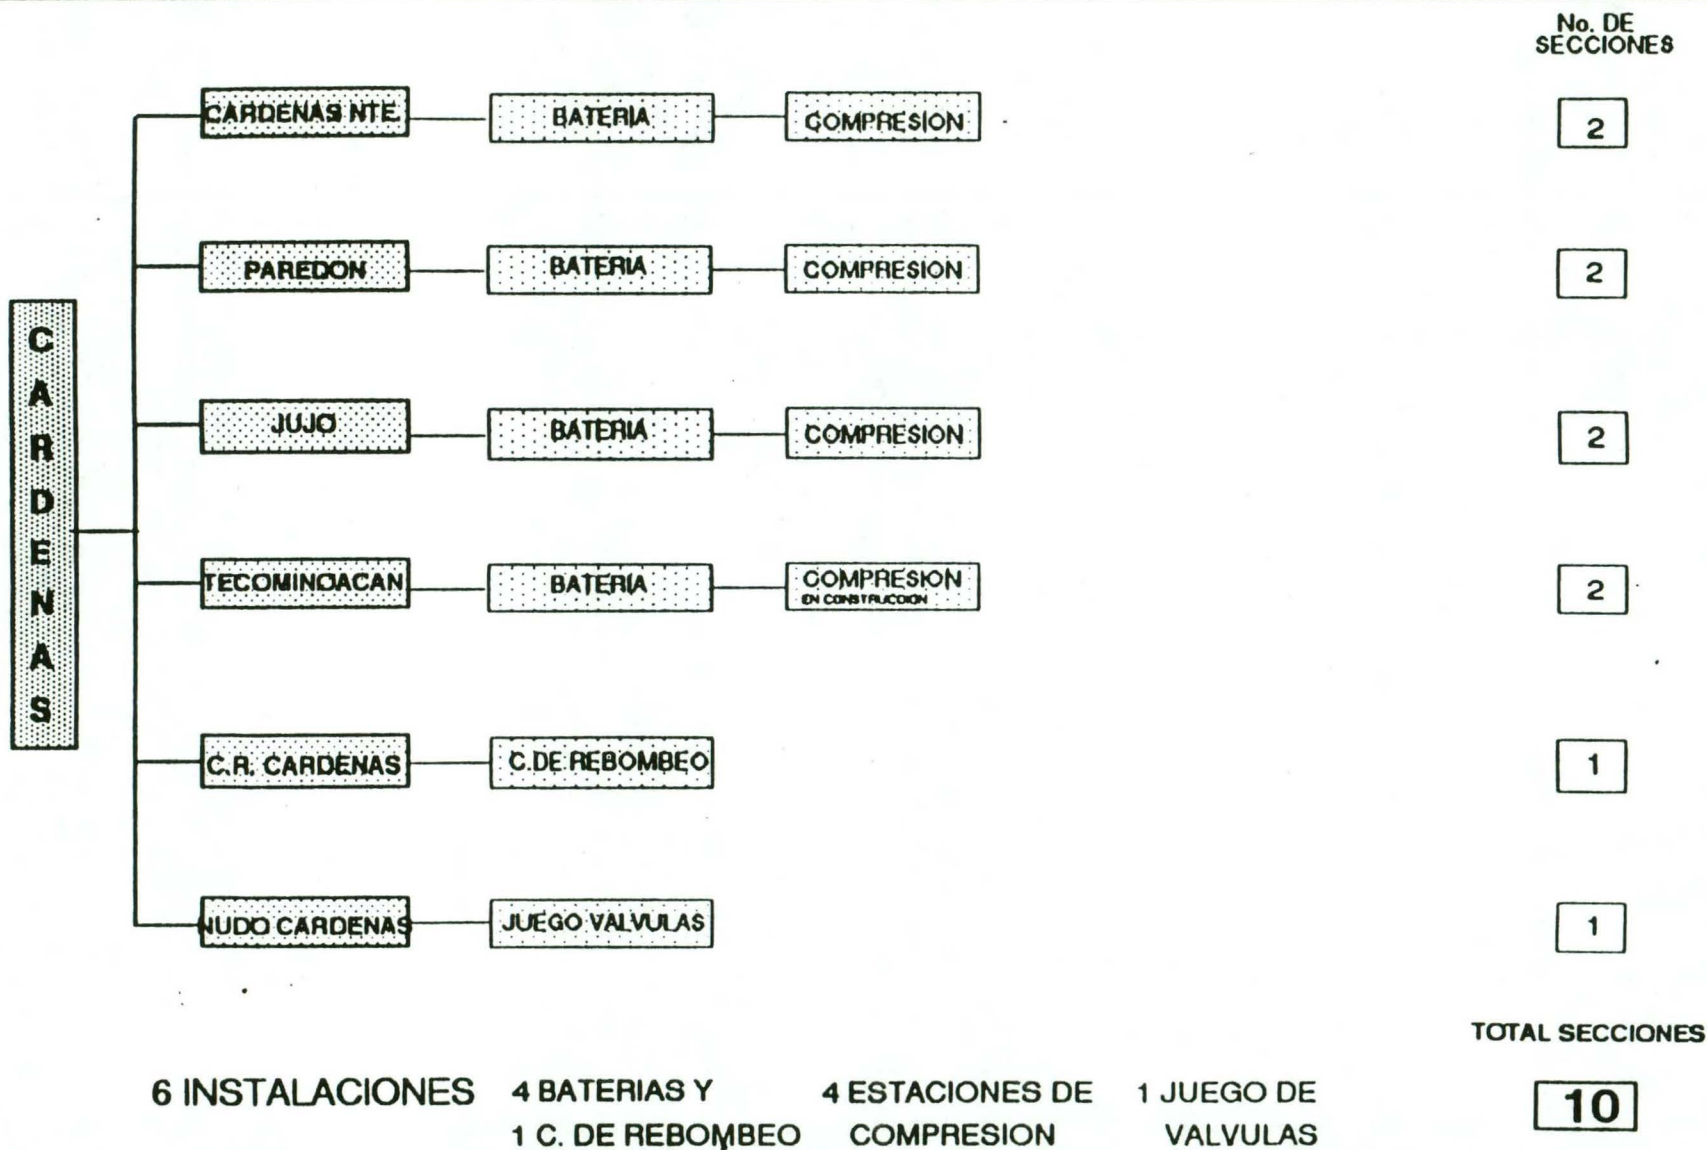 No. DE
SECCIONES
CARDENAS NTE. BATERIA COMPRESION 2
PAREDON BATERIA COMPRESION 2
CARDENAS
JUJO BATERIA COMPRESION 2
TECOMINOACAN BATERIA COMPRESION 2
EN CONSTRUCCION
C.R. CARDENAS C.DE REBOMBEO 1
NUDO CARDENAS JUEGO VALVULAS 1
TOTAL SECCIONES
6 INSTALACIONES 4 BATERIAS Y 4 ESTACIONES DE 1 JUEGO DE 10
1 C. DE REBOMBEO COMPRESION VALVULAS